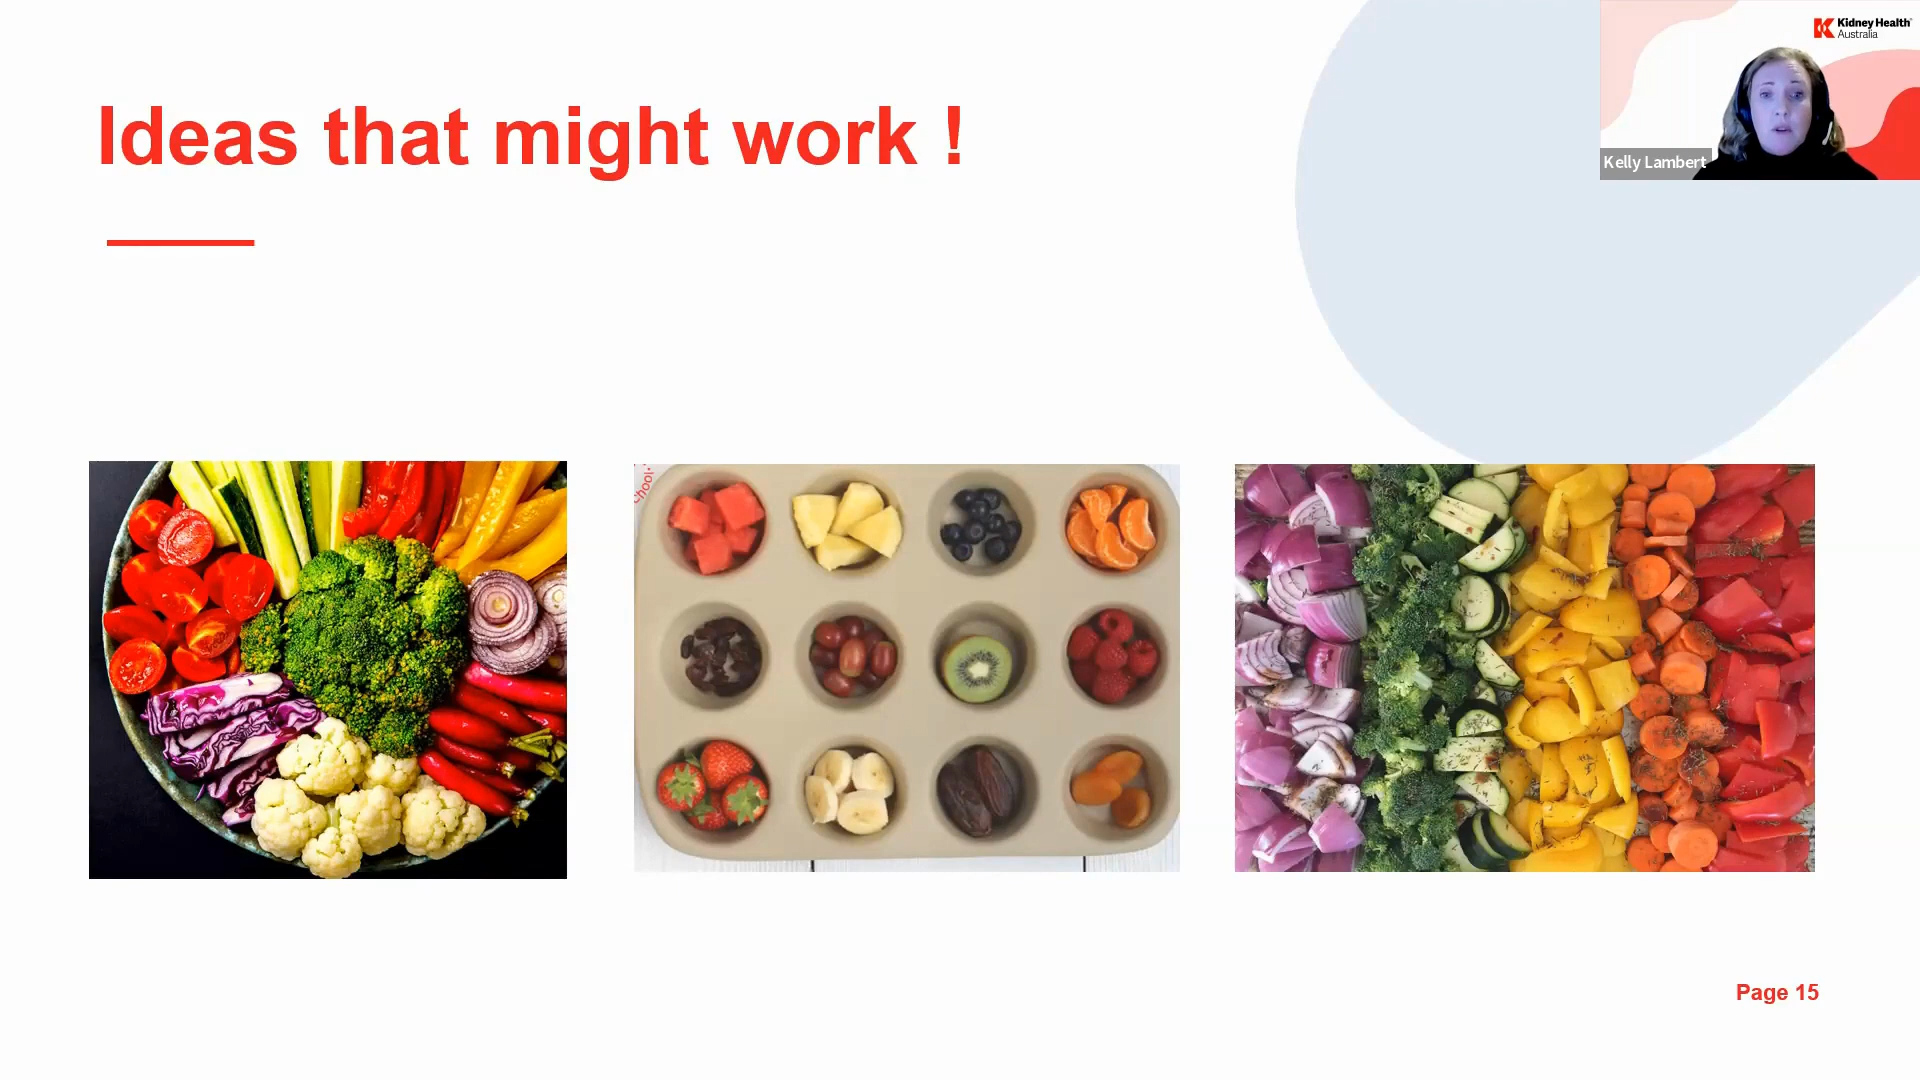 Kidney Health
Australia
Ideas that might work !
Kelly Lambert
Page 15